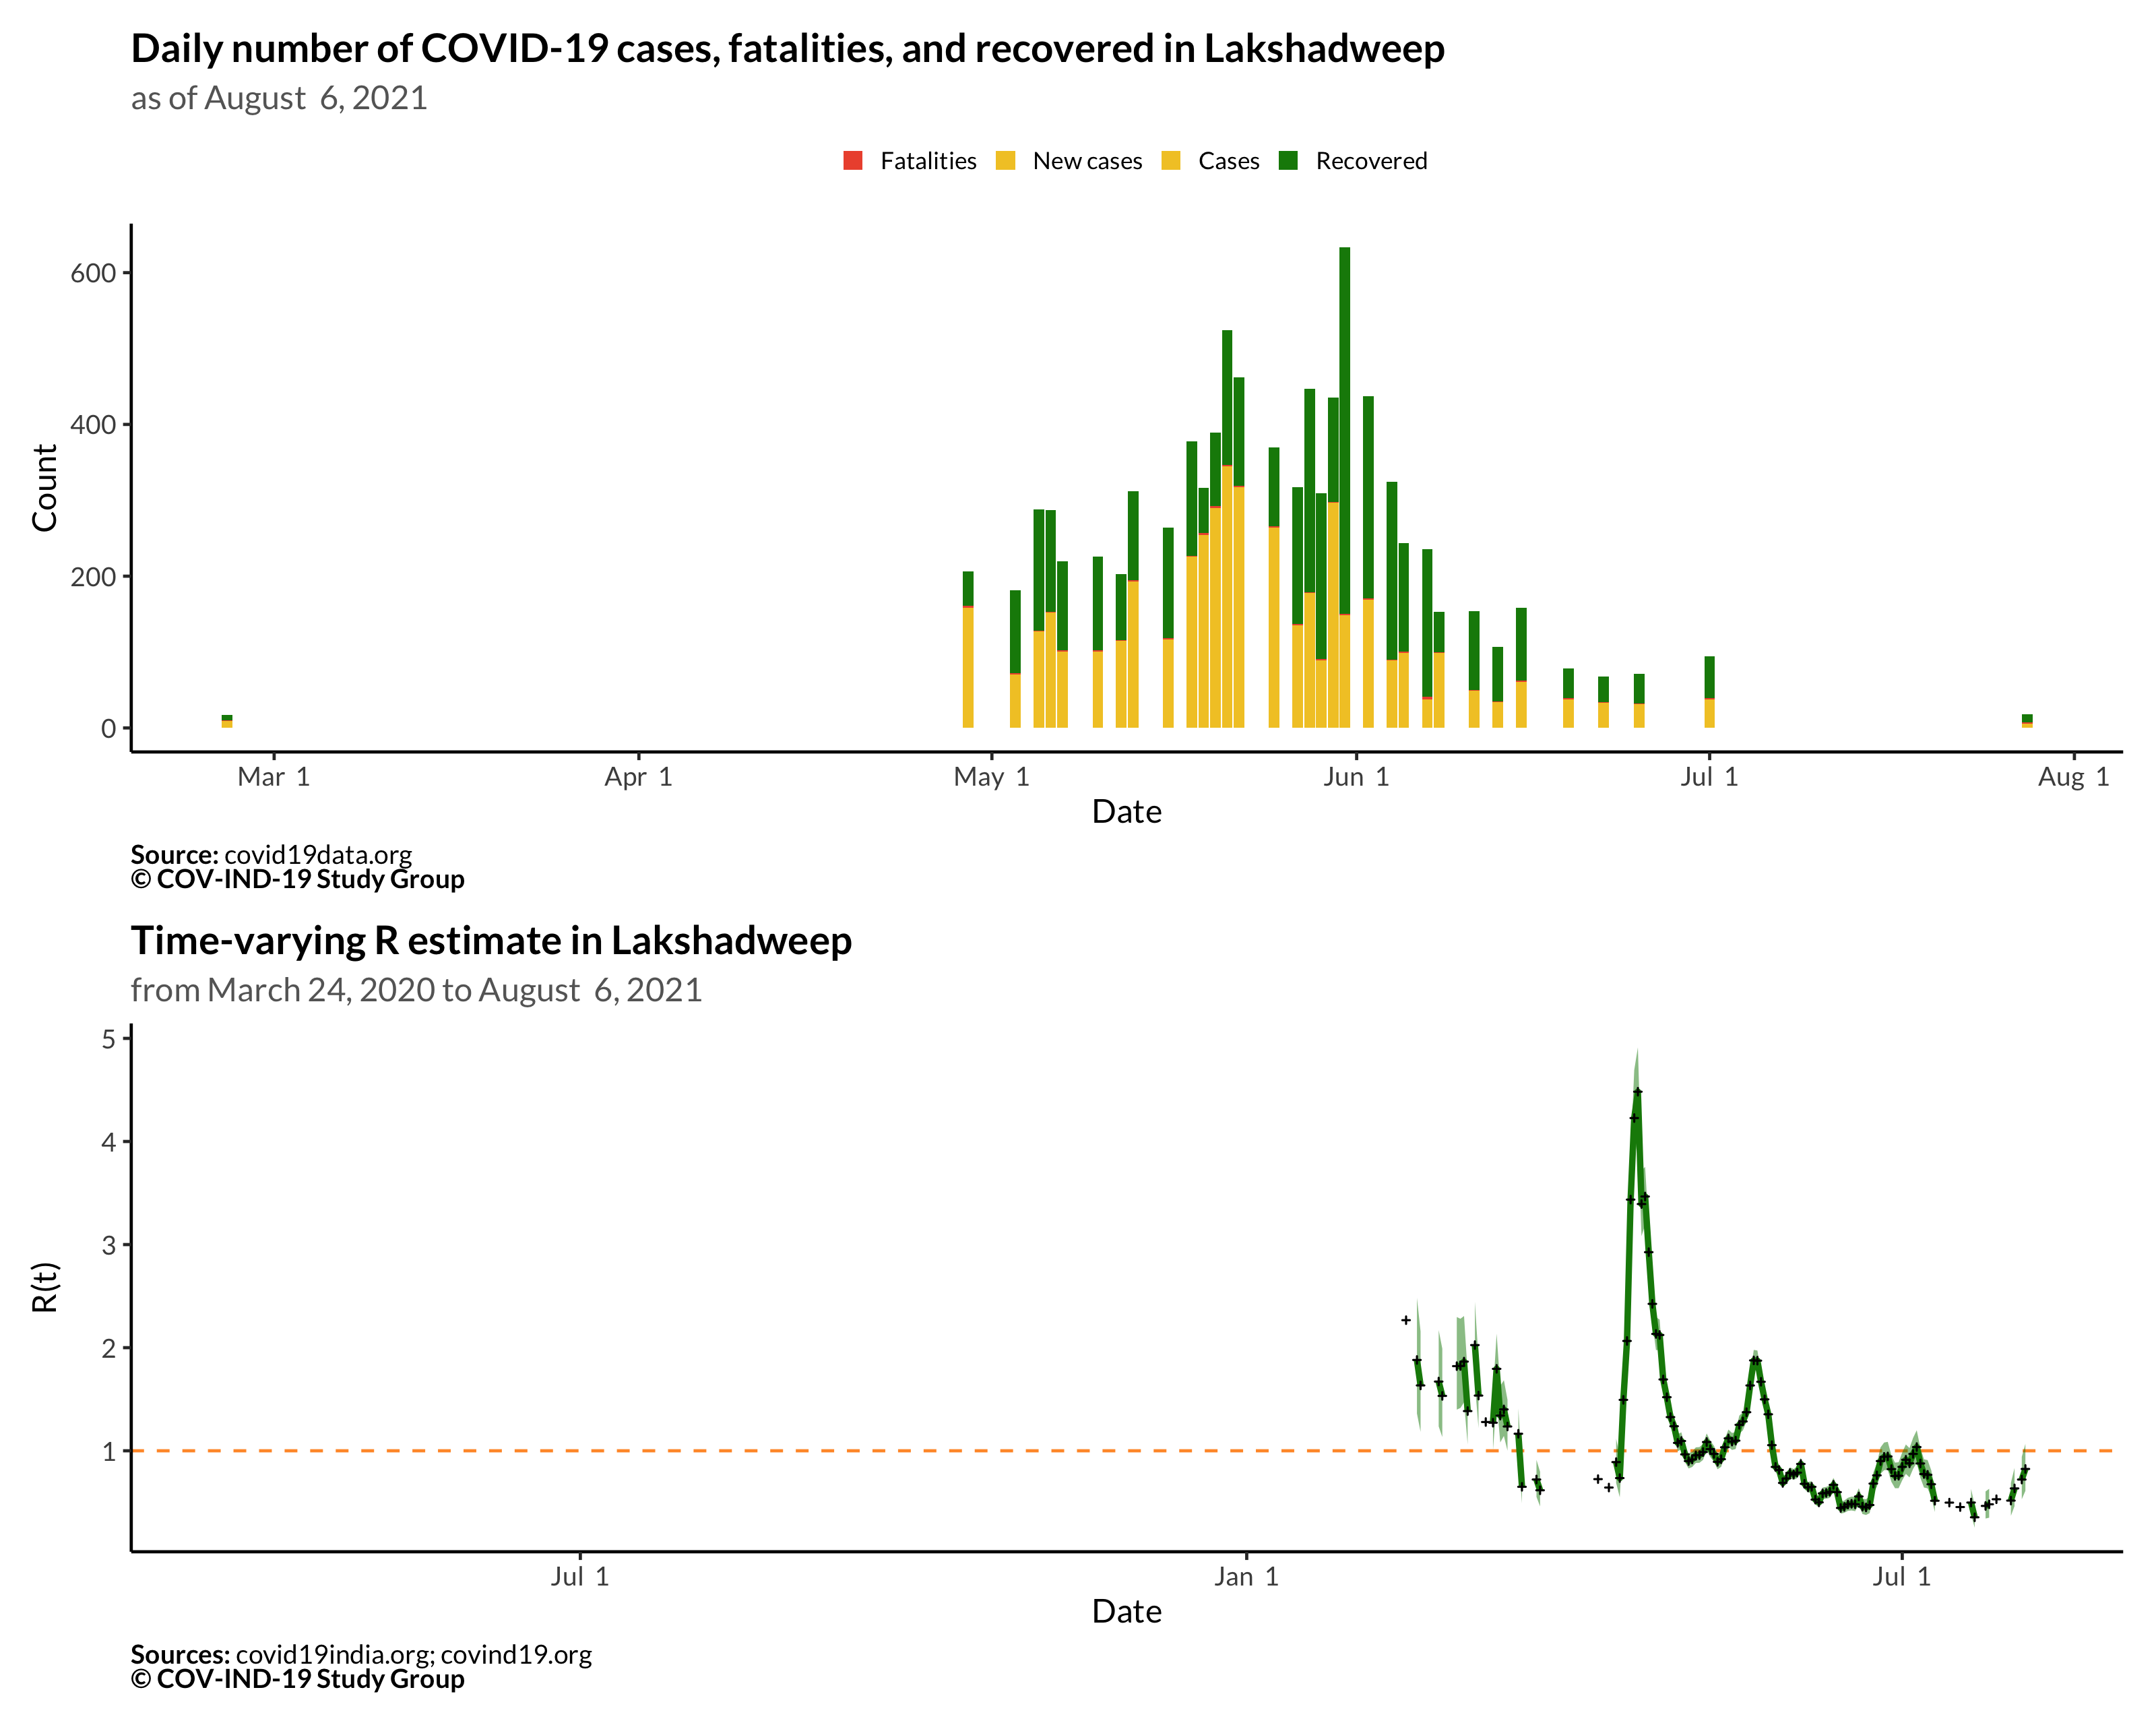 Daily number of COVID-19 cases, fatalities, and recovered in Lakshadweep
as of August  6, 2021
Fatalities New cases Cases Recovered
600
400
200
0
Count
Mar  1 Apr  1 May  1 Jun  1 Jul  1 Aug  1
Date
Source: covid19data.org
© COV-IND-19 Study Group
Time-varying R estimate in Lakshadweep
from March 24, 2020 to August  6, 2021
5
4
3
2
1
R(t)
Jul  1 Jan  1 Jul  1
Date
Sources: covid19india.org; covind19.org
© COV-IND-19 Study Group